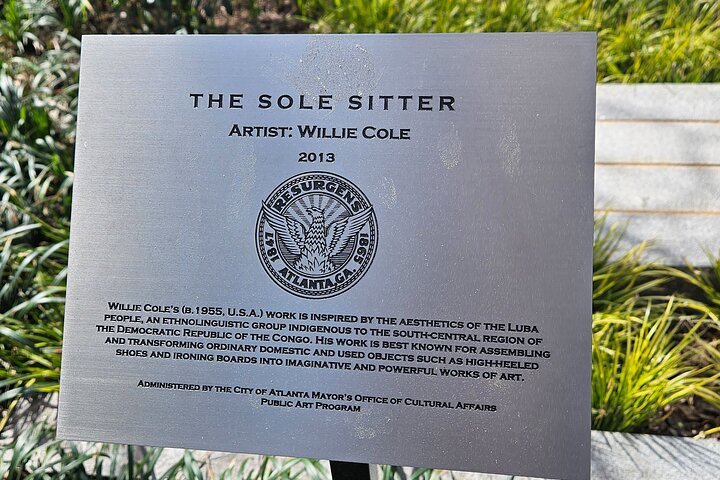 THE SOLE SITTER
ARTIST: WILLIE COLE
2013
RESURGENS
1847 1865
ATLANTA, GA.
WILLIE COLE'S (B.1955, U.S.A.) WORK IS INSPIRED BY THE AESTHETICS OF THE LUBA
PEOPLE, AN ETHNOLINGUISTIC GROUP INDIGENOUS TO THE SOUTH-CENTRAL REGION OF
THE DEMOCRATIC REPUBLIC OF THE CONGO. HIS WORK IS BEST KNOWN FOR ASSEMBLING
AND TRANSFORMING ORDINARY DOMESTIC AND USED OBJECTS SUCH AS HIGH-HEELED
SHOES AND IRONING BOARDS INTO IMAGINATIVE AND POWERFUL WORKS OF ART.
ADMINISTERED BY THE CITY OF ATLANTA MAYOR'S OFFICE OF CULTURAL AFFAIRS
PUBLIC ART PROGRAM